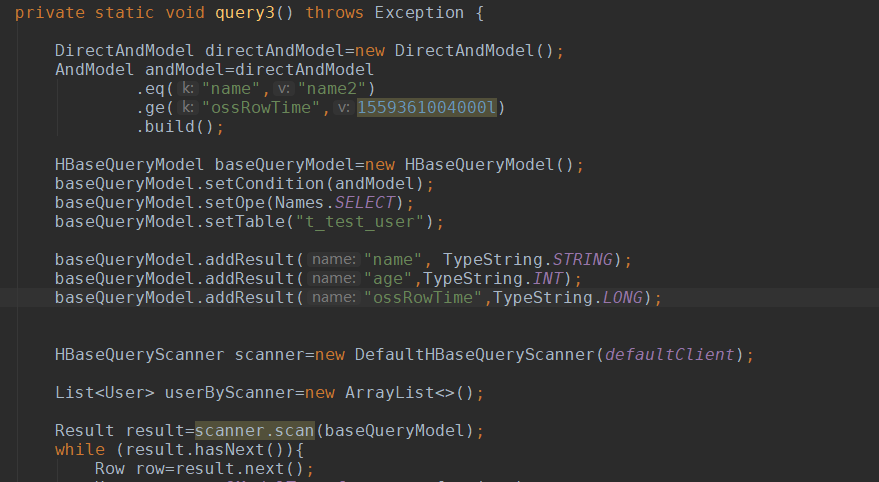 private static void query3() throws Exception {
DirectAndModel directAndModel=new DirectAndModel();
AndModel andModel=directAndModel
.eq( k: "name", v: "name2")
.ge( k: "ossRowTime", v: 1559361004000l)
.build();
HBaseQueryModel baseQueryModel=new HBaseQueryModel();
baseQueryModel.setCondition(andModel);
baseQueryModel.setOpe(Names.SELECT);
baseQueryModel.setTable("t_test_user");
baseQueryModel.addResult( name: "name", TypeString.STRING);
baseQueryModel.addResult( name: "age",TypeString.INT);
baseQueryModel.addResult( name: "ossRowTime",TypeString.LONG);
HBaseQueryScanner scanner=new DefaultHBaseQueryScanner(defaultClient);
List<User> userByScanner=new ArrayList<>();
Result result=scanner.scan(baseQueryModel);
while (result.hasNext()){
Row row=result.next();